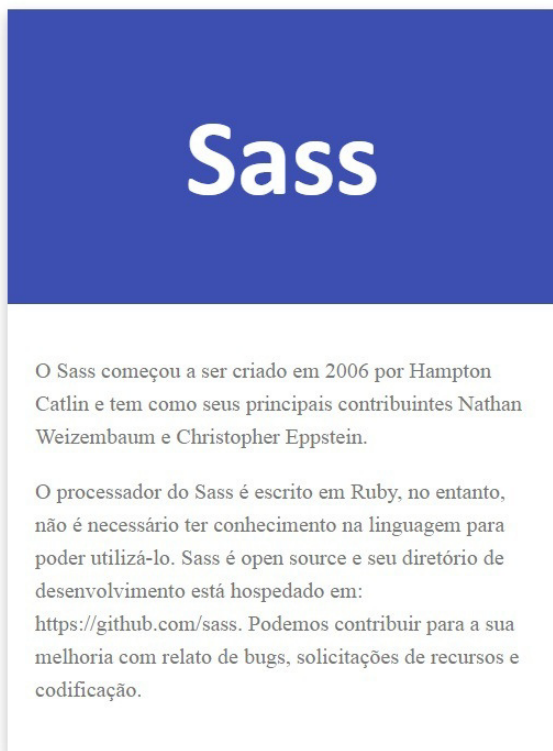 Sass
O Sass começou a ser criado em 2006 por Hampton
Catlin e tem como seus principais contribuintes Nathan
Weizembaum e Christopher Eppstein.
O processador do Sass é escrito em Ruby, no entanto,
não é necessário ter conhecimento na linguagem para
poder utilizá-lo. Sass é open source e seu diretório de
desenvolvimento está hospedado em:
https://github.com/sass. Podemos contribuir para a sua
melhoria com relato de bugs, solicitações de recursos e
codificação.